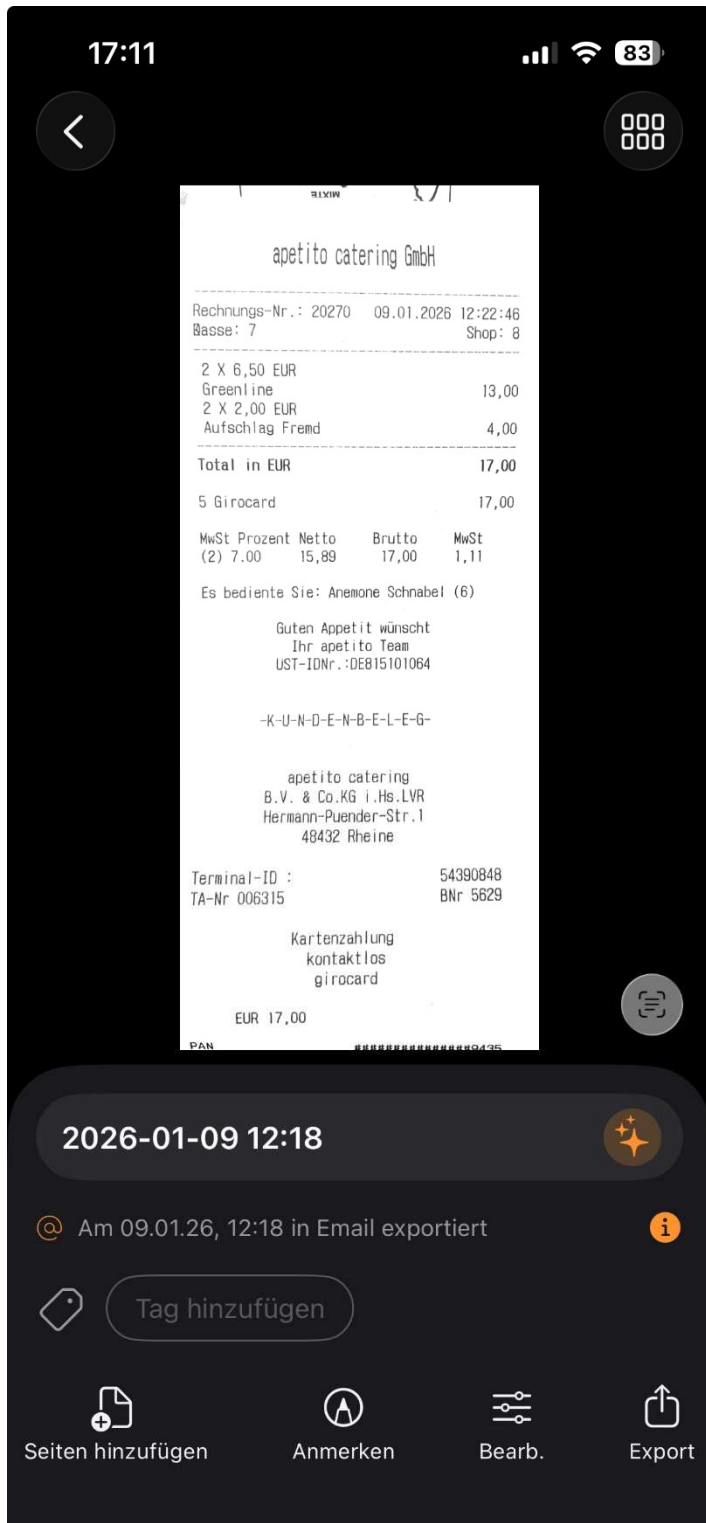 17:11
83
MIXTE
apetito catering GmbH
Rechnungs-Nr.: 20270 09.01.2026 12:22:46
Kasse: 7 Shop: 8
2 X 6,50 EUR
Greenline 13,00
2 X 2,00 EUR
Aufschlag Fremd 4,00
Total in EUR 17,00
5 Girocard 17,00
MwSt Prozent Netto Brutto MwSt
(2) 7.00 15,89 17,00 1,11
Es bediente Sie: Anemone Schnabel (6)
Guten Appetit wünscht
Ihr apetito Team
UST-IDNr.:DE815101064
-K-U-N-D-E-N-B-E-L-E-G-
apetito catering
B.V. & Co.KG i.Hs.LVR
Hermann-Puender-Str.1
48432 Rheine
Terminal-ID : 54390848
TA-Nr 006315 BNr 5629
Kartenzahlung
kontaktlos
girocard
EUR 17,00
PAN ###############9435
2026-01-09 12:18
Am 09.01.26, 12:18 in Email exportiert
Tag hinzufügen
Seiten hinzufügen Anmerken Bearb. Export